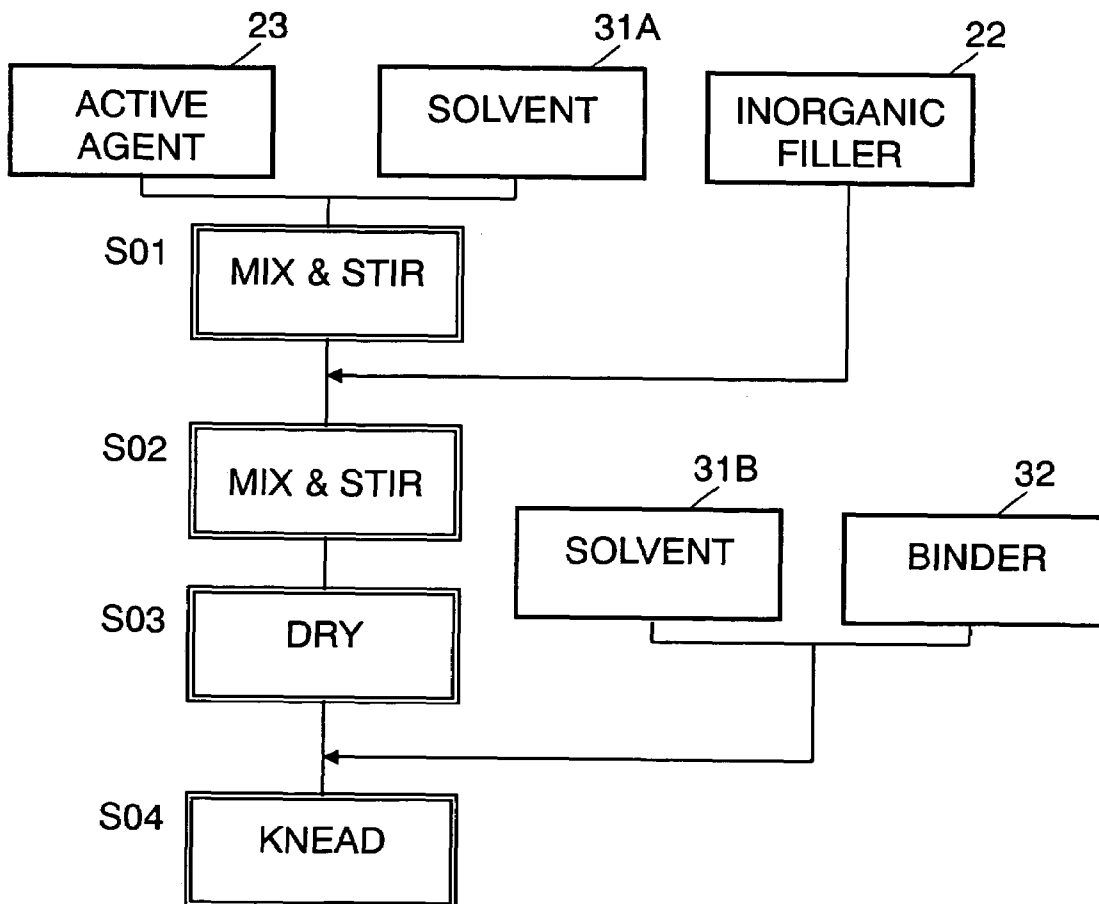 23
31A
22
ACTIVE
AGENT
SOLVENT
INORGANIC
FILLER
S01
MIX & STIR
S02
MIX & STIR
31B
32
SOLVENT
BINDER
S03
DRY
S04
KNEAD